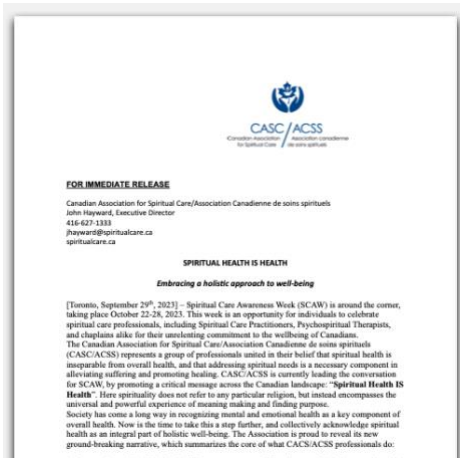 CASC/ACSS
Canadian Association Association canadienne
for Spiritual Care de soins spirituels
FOR IMMEDIATE RELEASE
Canadian Association for Spiritual Care/Association Canadienne de soins spirituels
John Hayward, Executive Director
416-627-1333
jhayward@spiritualcare.ca
spiritualcare.ca
SPIRITUAL HEALTH IS HEALTH
Embracing a holistic approach to well-being
[Toronto, September 29th, 2023] – Spiritual Care Awareness Week (SCAW) is around the corner,
taking place October 22-28, 2023. This week is an opportunity for individuals to celebrate
spiritual care professionals, including Spiritual Care Practitioners, Psychospiritual Therapists,
and chaplains alike for their unrelenting commitment to the wellbeing of Canadians.
The Canadian Association for Spiritual Care/Association Canadienne de soins spirituels
(CASC/ACSS) represents a group of professionals united in their belief that spiritual health is
inseparable from overall health, and that addressing spiritual needs is a necessary component in
alleviating suffering and promoting healing. CASC/ACSS is currently leading the conversation
for SCAW, by promoting a critical message across the Canadian landscape: “Spiritual Health IS
Health”. Here spirituality does not refer to any particular religion, but instead encompasses the
universal and powerful experience of meaning making and finding purpose.
Society has come a long way in recognizing mental and emotional health as a key component of
overall health. Now is the time to take this a step further, and collectively acknowledge spiritual
health as an integral part of holistic well-being. The Association is proud to reveal its new
ground-breaking narrative, which summarizes the core of what CACS/ACSS professionals do: